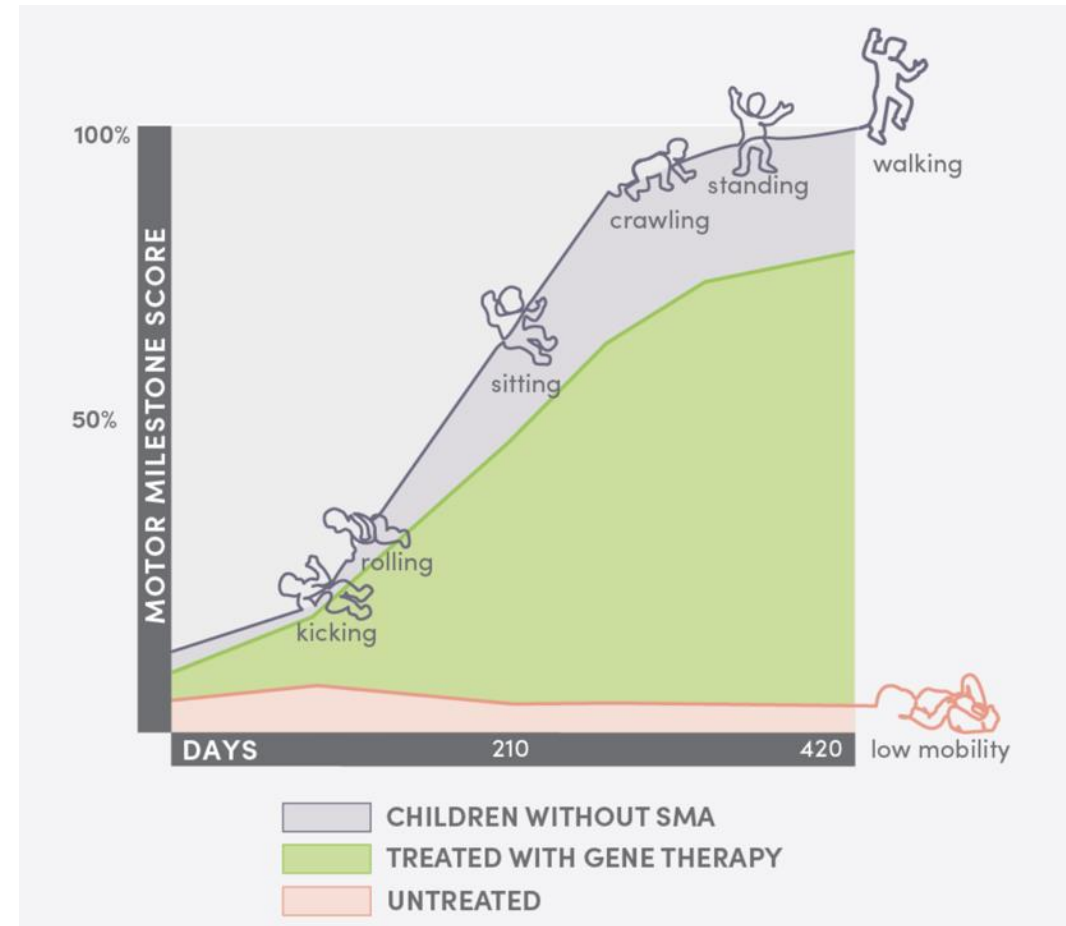 100%
walking
standing
crawling
MOTOR MILESTONE SCORE
sitting
50%
rolling
kicking
DAYS 210 420 low mobility
CHILDREN WITHOUT SMA
TREATED WITH GENE THERAPY
UNTREATED